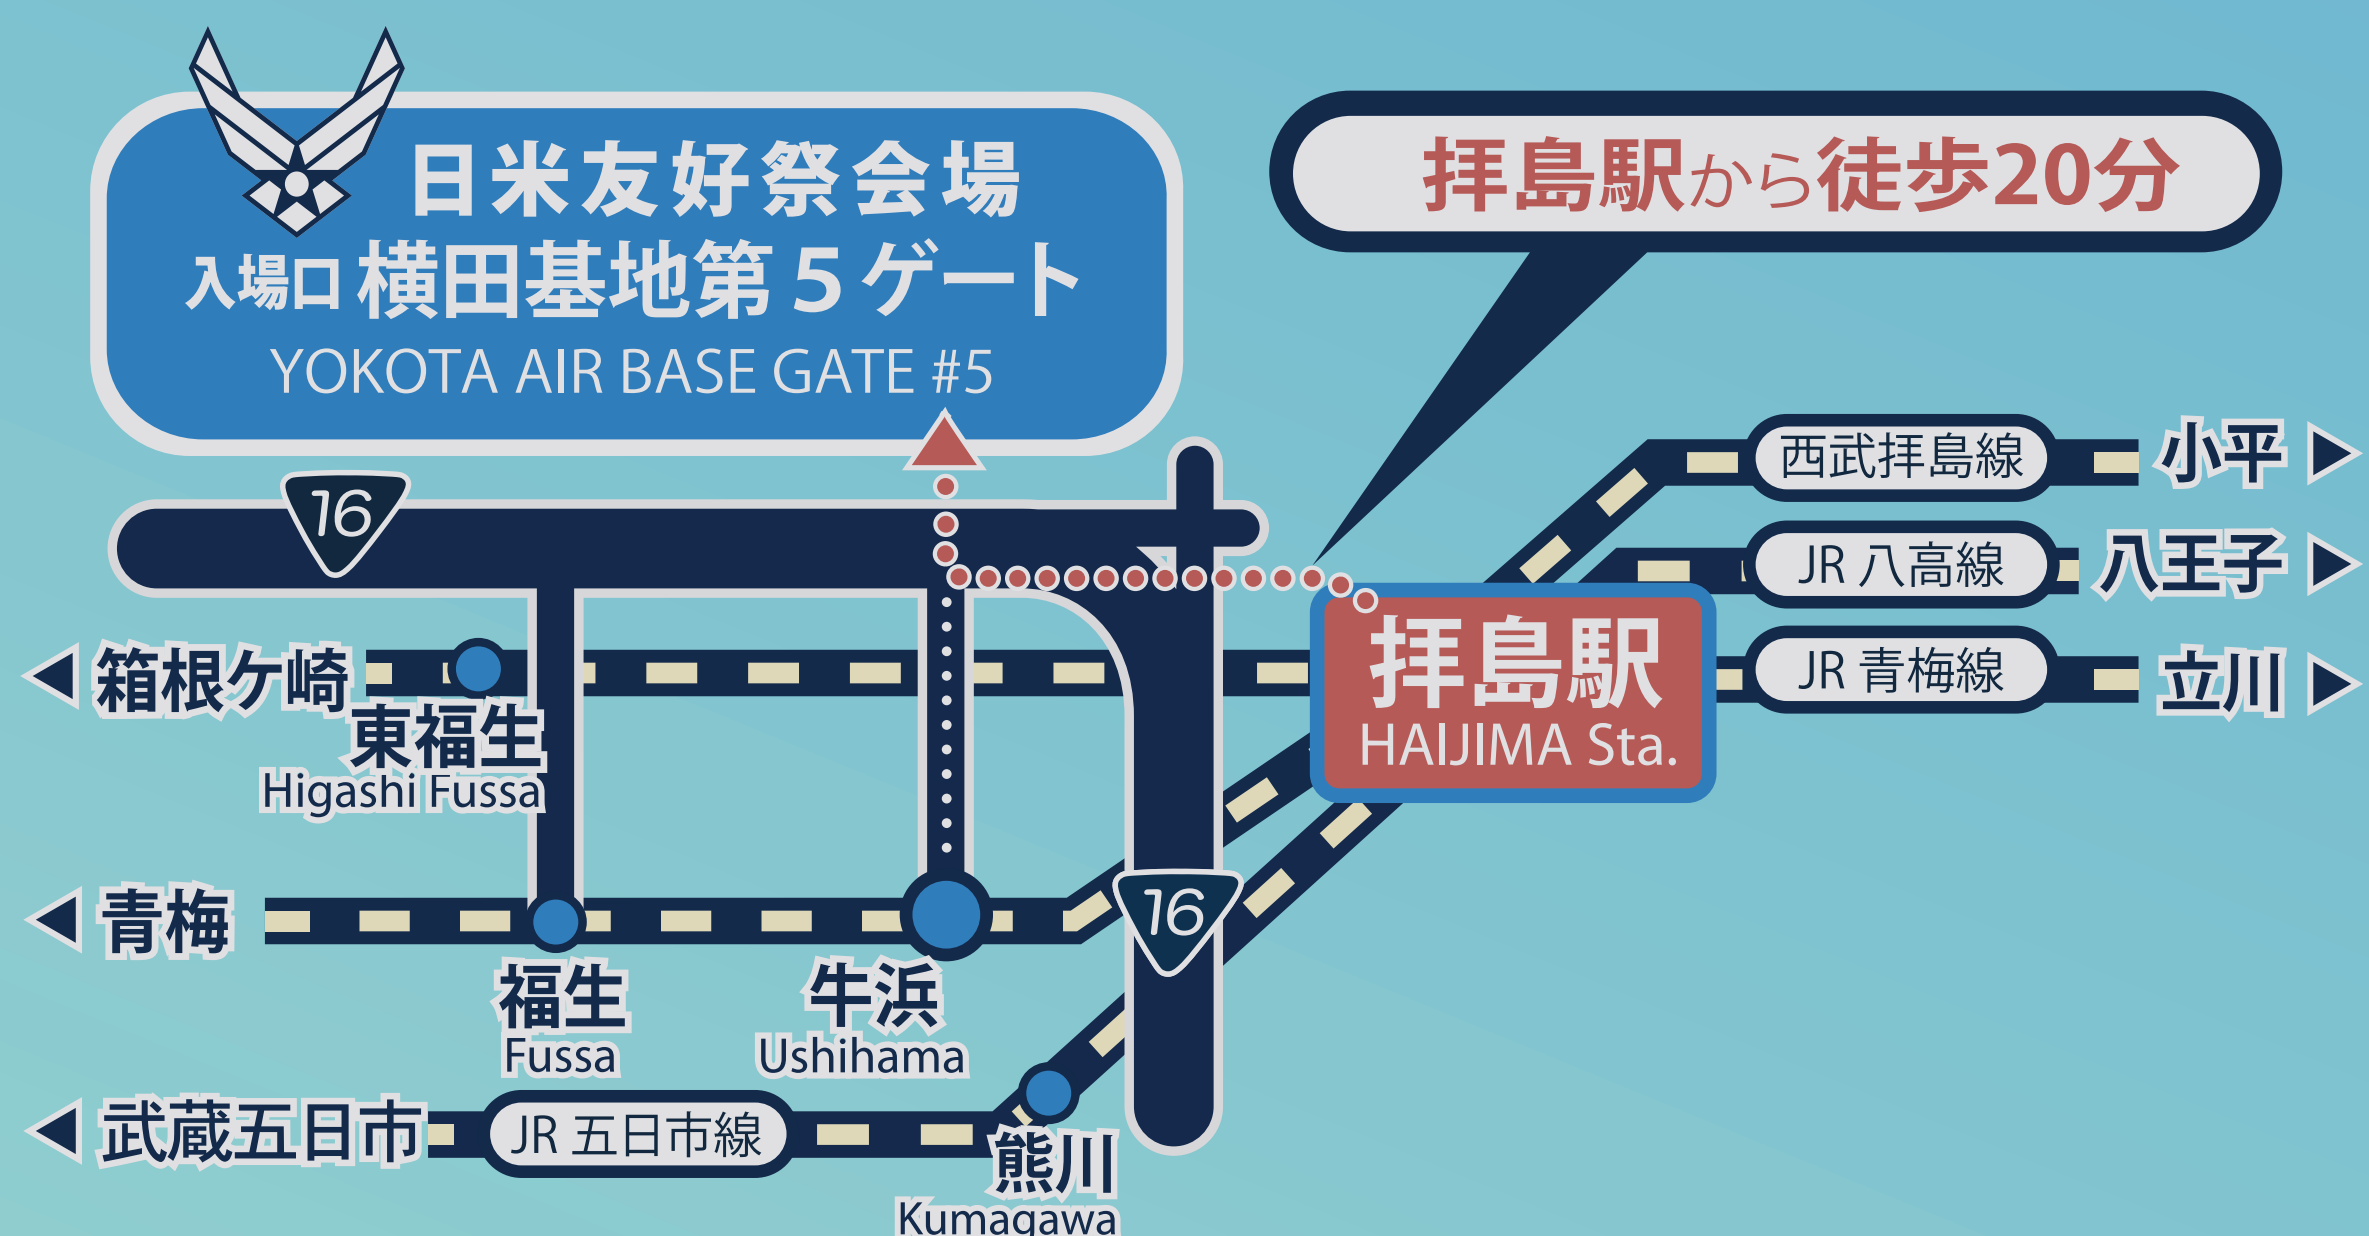 日米友好祭会場
入場口 横田基地第5ゲート
YOKOTA AIR BASE GATE #5
拝島駅から徒歩20分
16
西武拝島線
小平
JR 八高線
八王子
拝島駅
HAIJIMA Sta.
JR 青梅線
立川
箱根ケ崎
東福生
Higashi Fussa
青梅
16
福生
Fussa
牛浜
Ushihama
武蔵五日市
JR 五日市線
熊川
Kumagawa